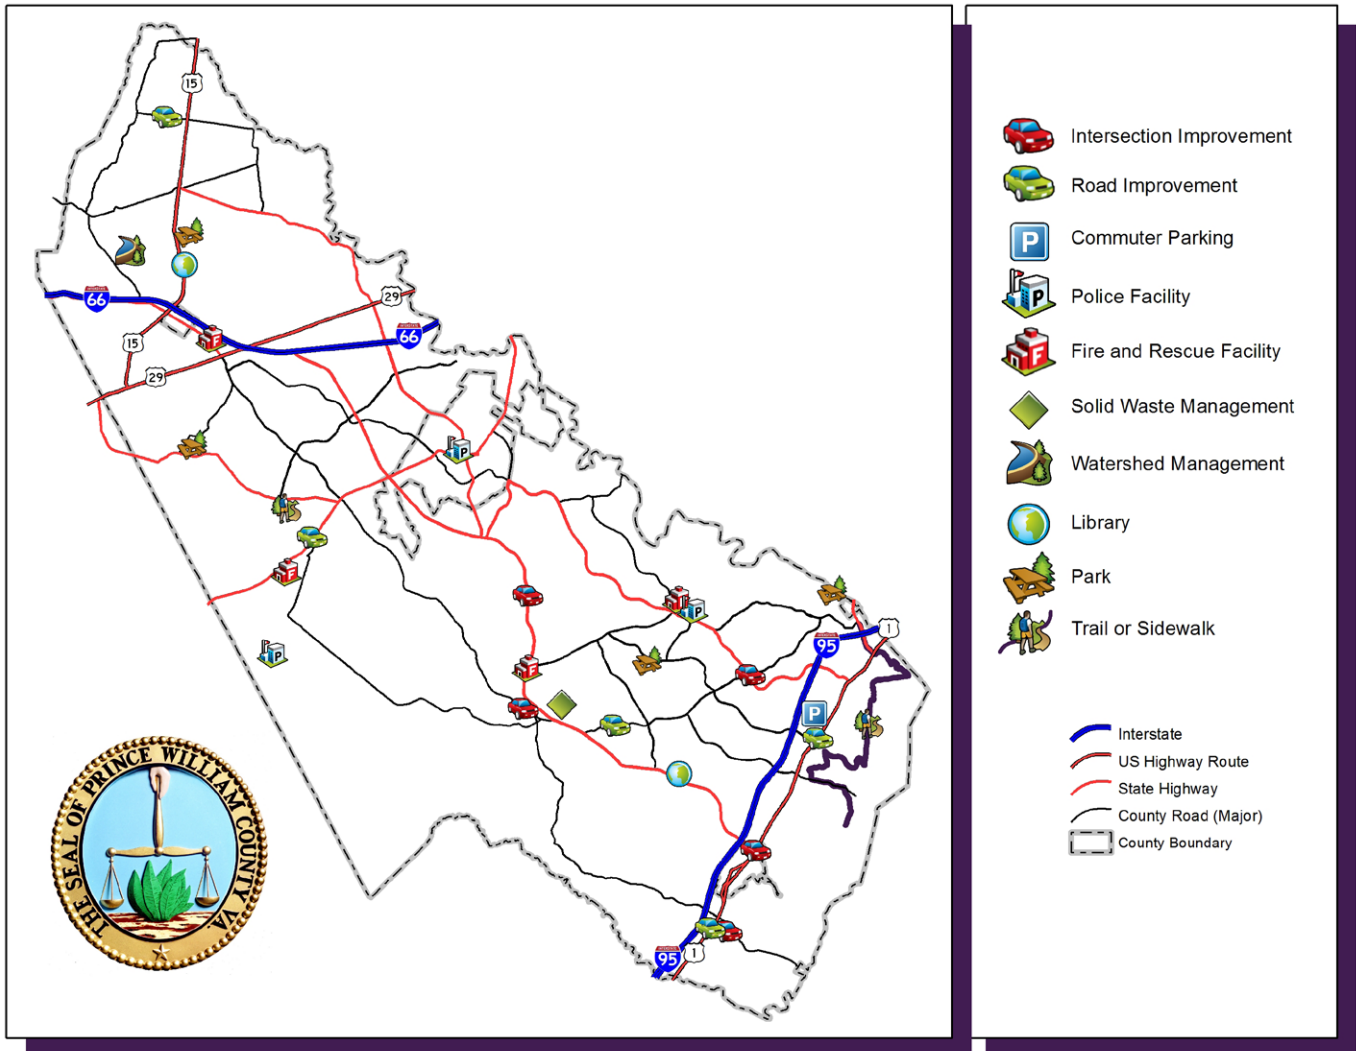 15
66
29
66
15
29
F
P
F
F
P
P
F
1
95
P
95
1
THE SEAL OF PRINCE WILLIAM COUNTY VA.
Intersection Improvement
Road Improvement
P
Commuter Parking
P
Police Facility
F
Fire and Rescue Facility
Solid Waste Management
Watershed Management
Library
Park
Trail or Sidewalk
Interstate
US Highway Route
State Highway
County Road (Major)
County Boundary